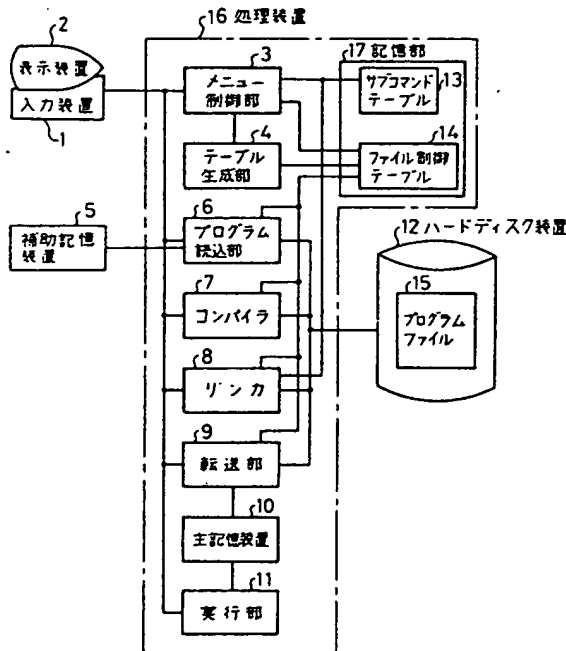 16 処理装置
2
表示装置
入力装置
1
3
メニュー
制御部
17 記憶部
サブコマンド
テーブル
13
4
テーブル
生成部
14
ファイル制御
テーブル
5
補助記憶
装置
6
プログラム
読込部
12 ハードディスク装置
7
コンパイラ
15
プログラム
ファイル
8
リンカ
9
転送部
10
主記憶装置
11
実行部